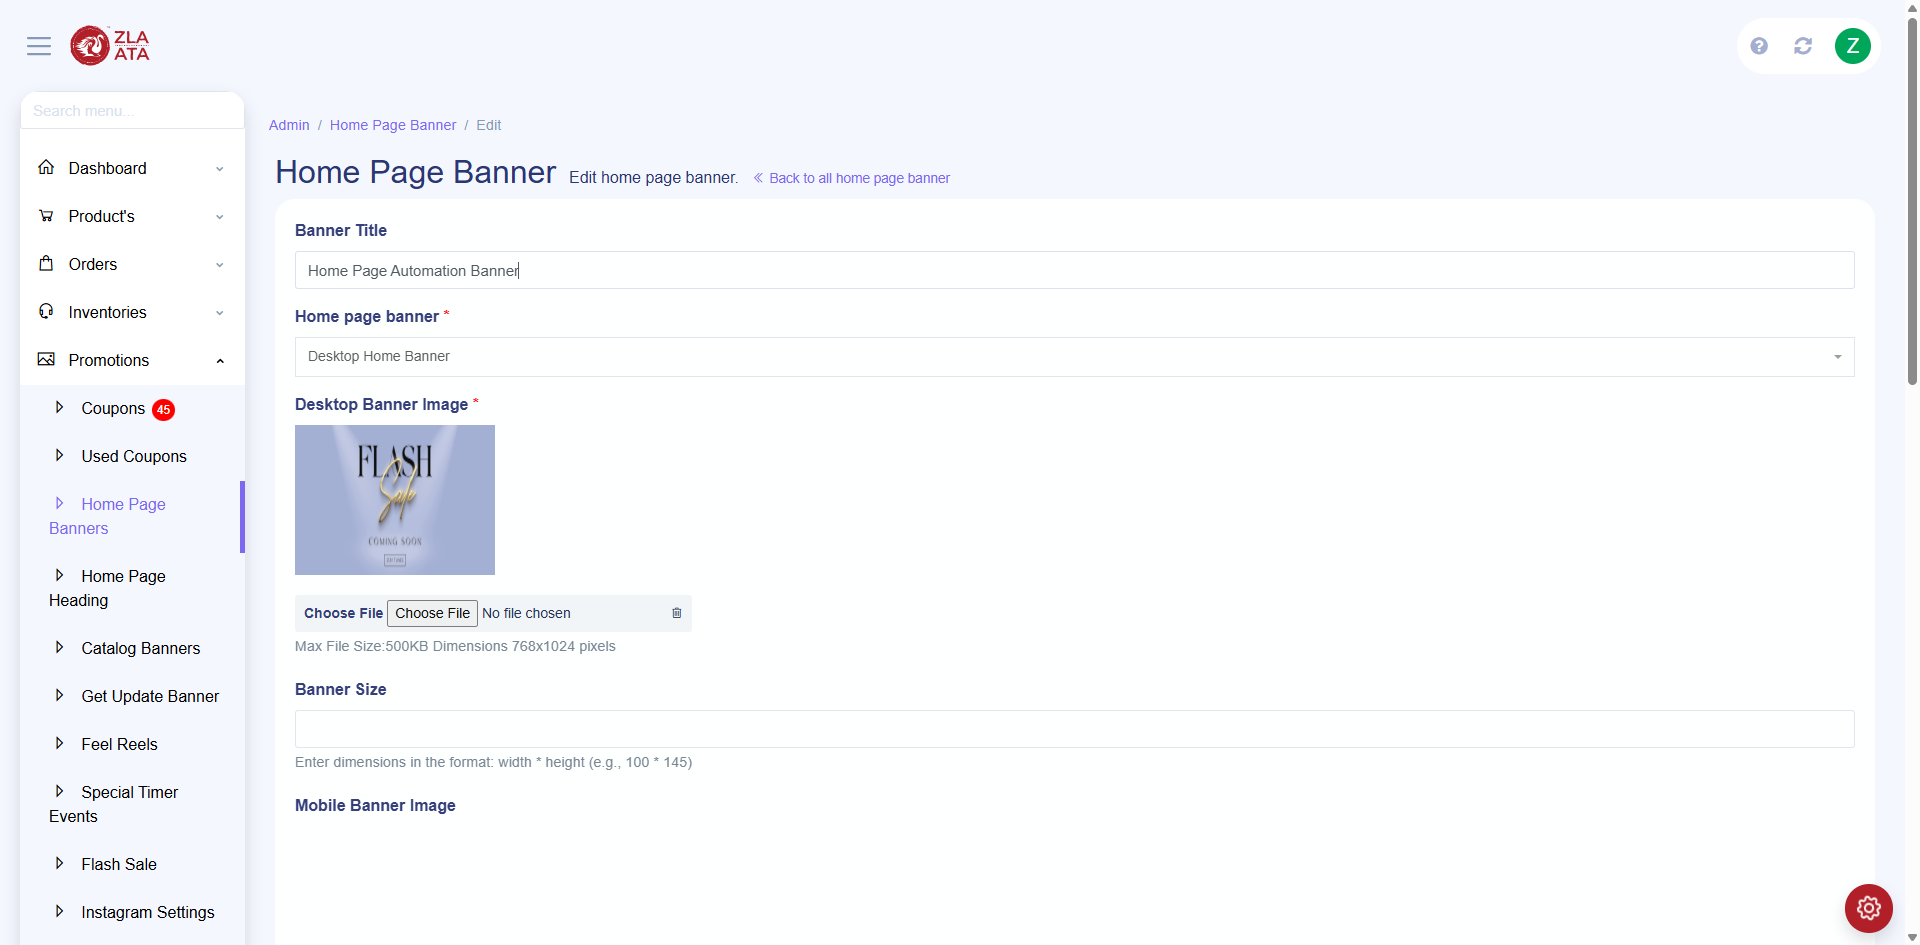 ZLA
ATA
Z
Search menu...
Dashboard
Product's
Orders
Inventories
Promotions
Coupons 45
Used Coupons
Home Page
Banners
Home Page
Heading
Catalog Banners
Get Update Banner
Feel Reels
Special Timer
Events
Flash Sale
Instagram Settings
Admin / Home Page Banner / Edit
Home Page Banner Edit home page banner. « Back to all home page banner
Banner Title
Home Page Automation Banner
Home page banner *
Desktop Home Banner
Desktop Banner Image *
FLASH
Sale
COMING SOON
Choose File Choose File No file chosen
Max File Size:500KB Dimensions 768x1024 pixels
Banner Size
Enter dimensions in the format: width * height (e.g., 100 * 145)
Mobile Banner Image